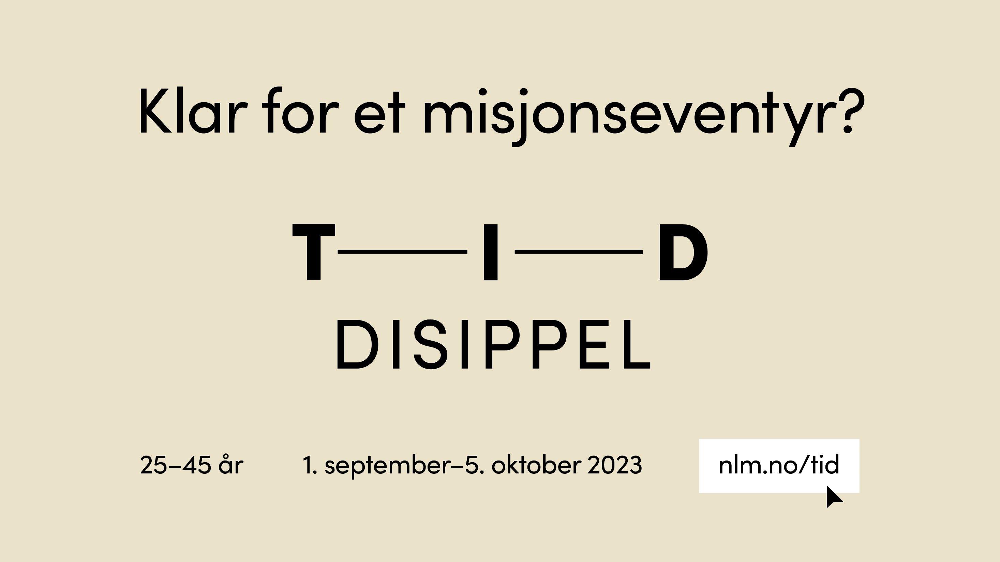 Klar for et misjonseventyr?
T—I—D
DISIPPEL
25–45 år
1. september–5. oktober 2023
nlm.no/tid